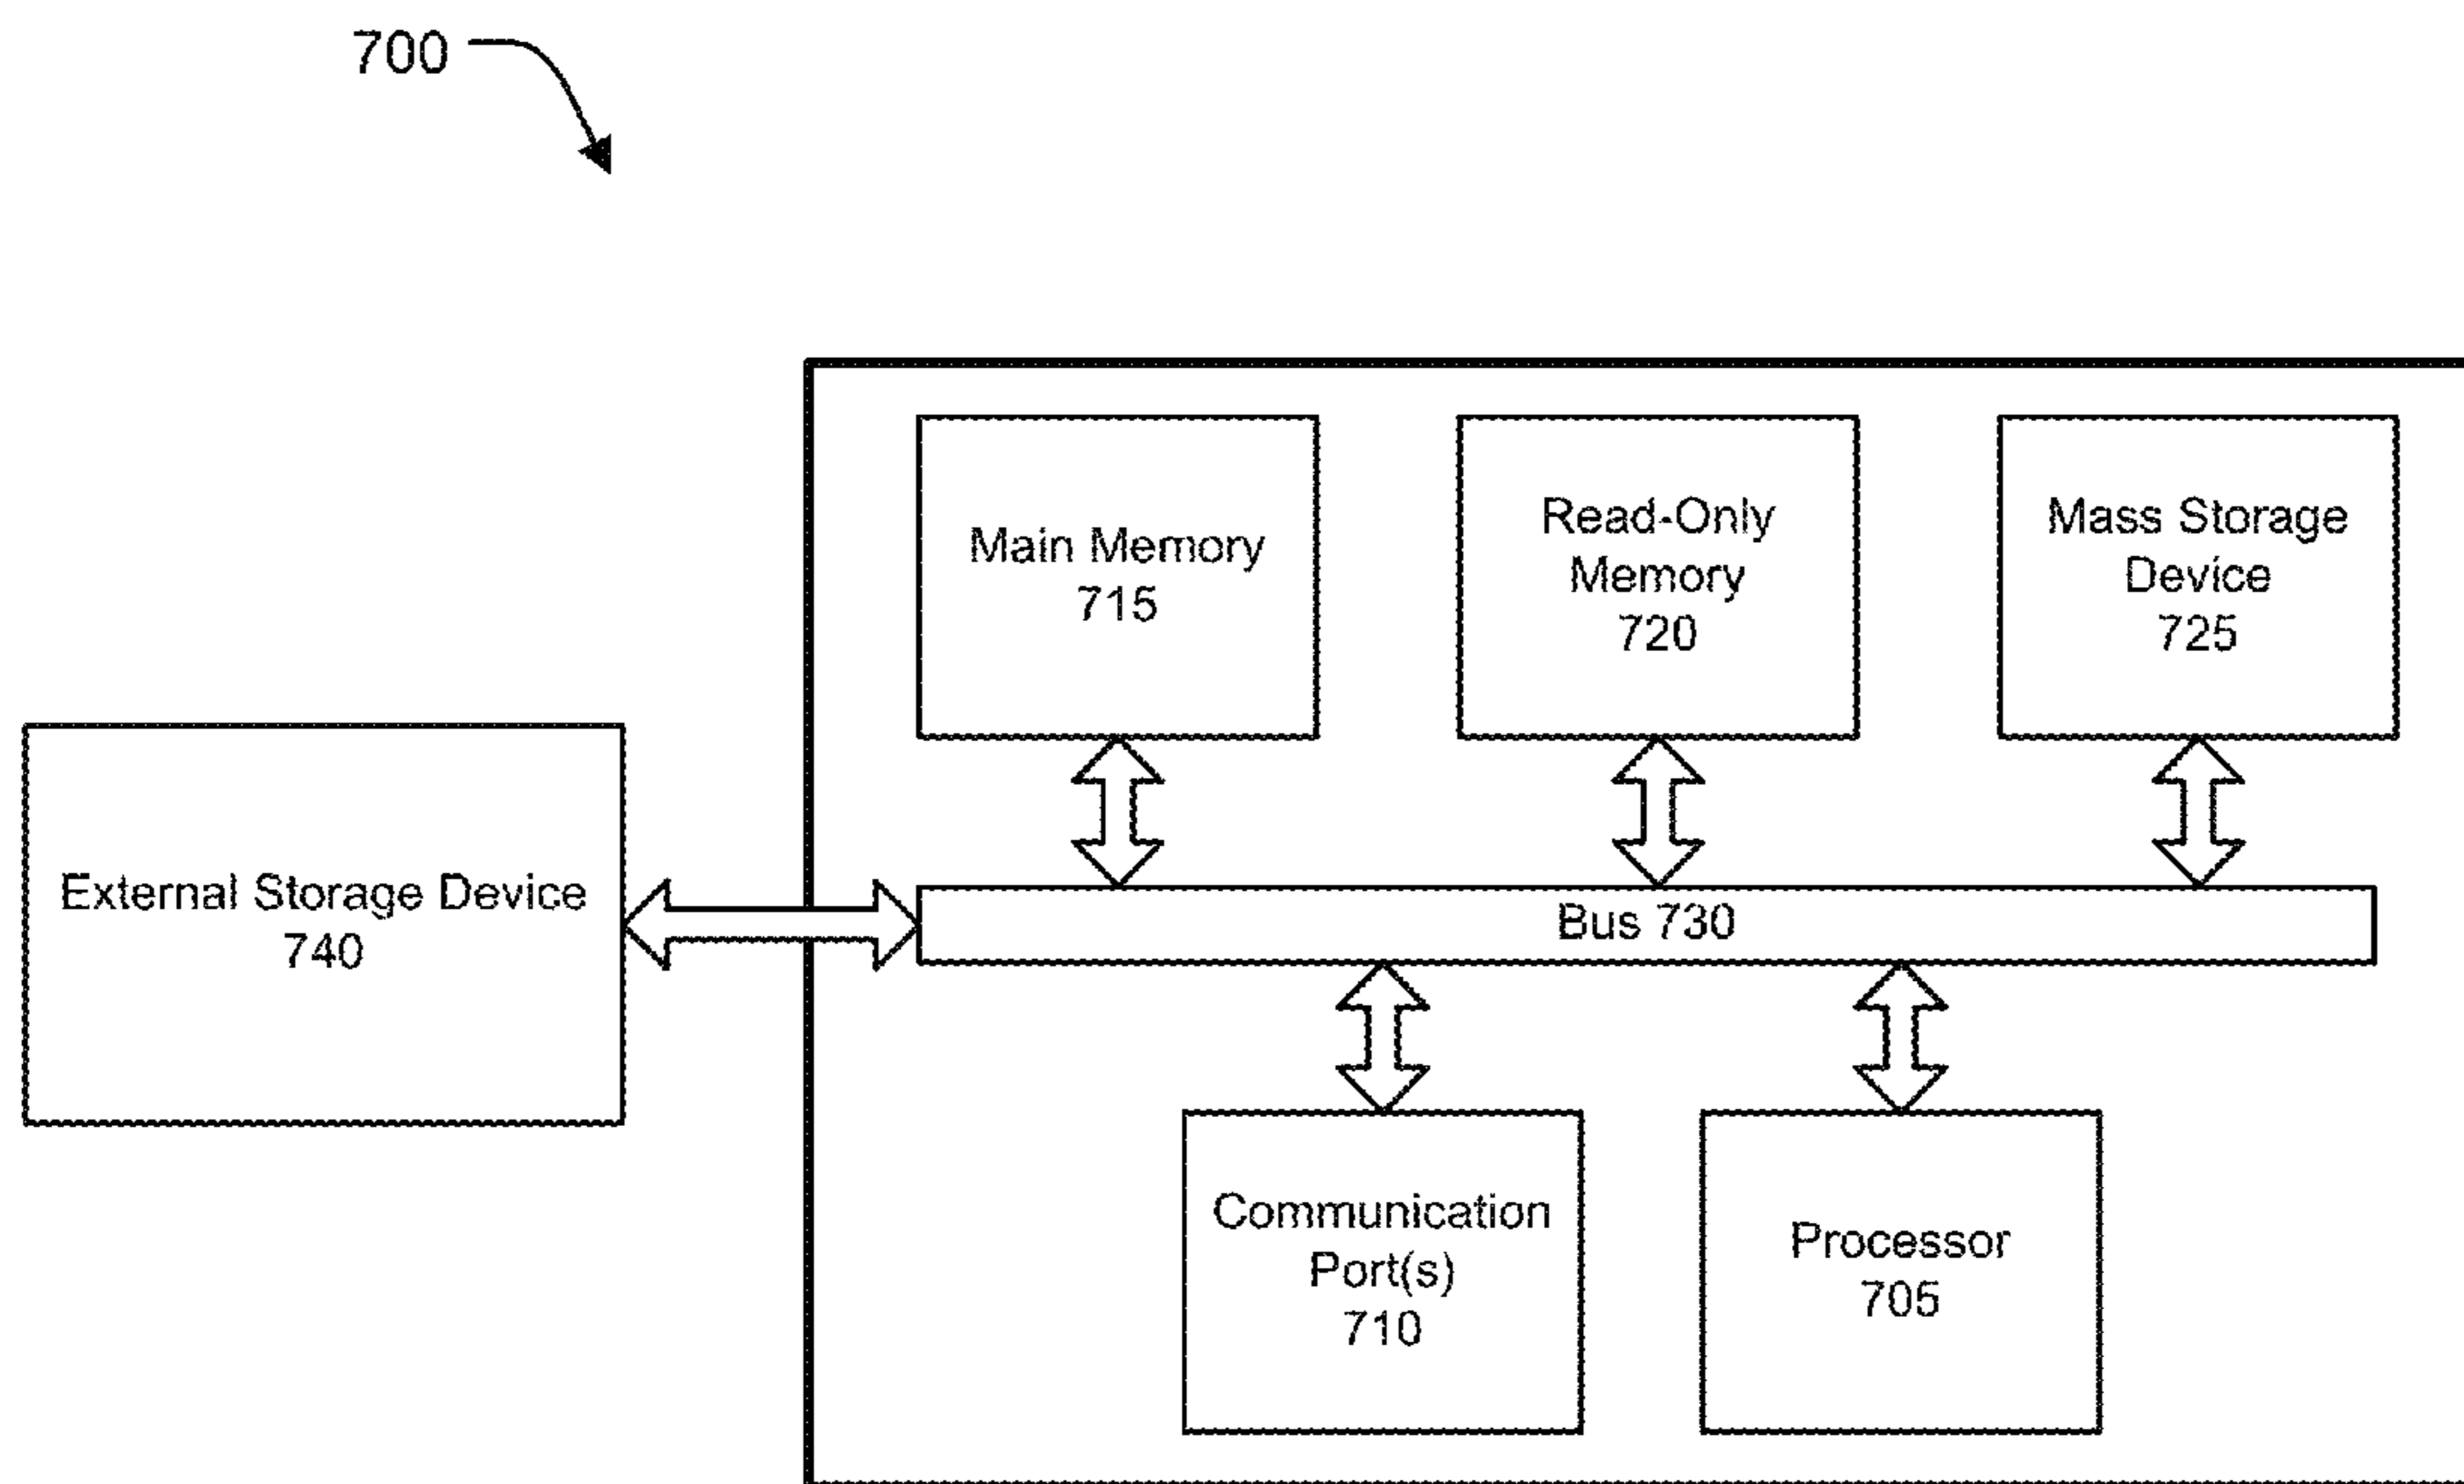 700
Main Memory
715
Read-Only
Memory
720
Mass Storage
Device
725
External Storage Device
740
Bus 730
Communication
Port(s)
710
Processor
705